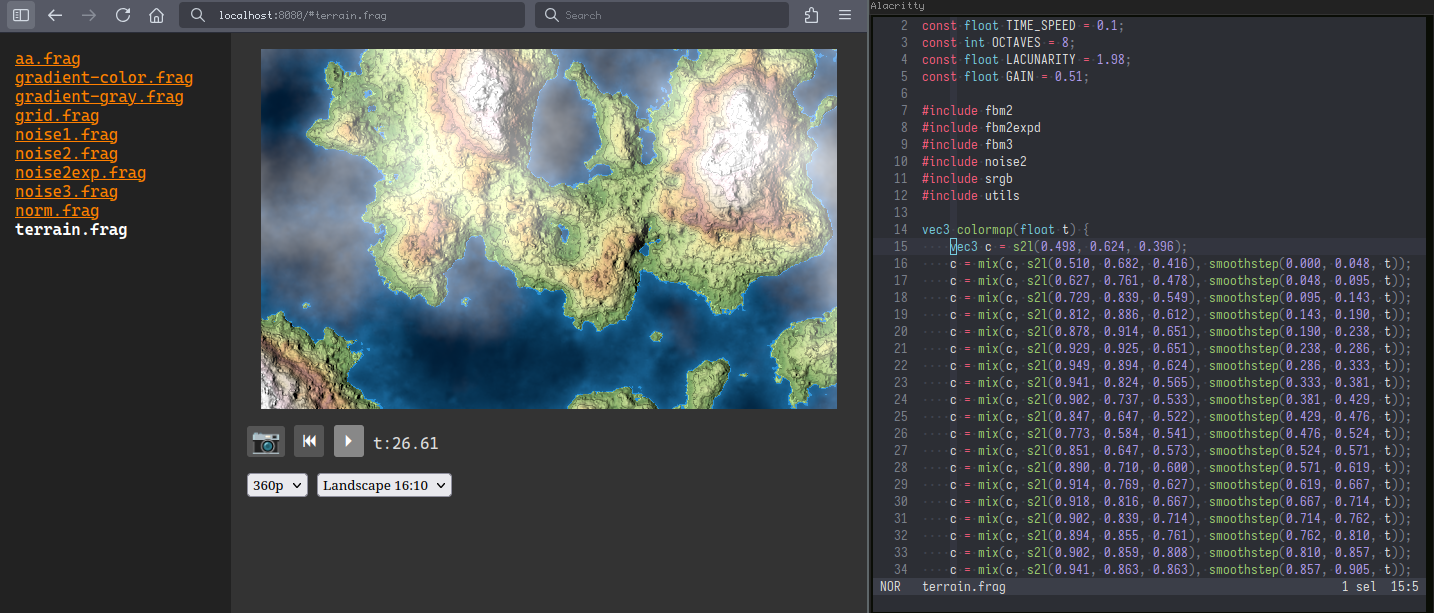 localhost:8080/#terrain.frag
Search
aa.frag
gradient-color.frag
gradient-gray.frag
grid.frag
noise1.frag
noise2.frag
noise2exp.frag
noise3.frag
norm.frag
terrain.frag
t:26.61
360p
Landscape 16:10
Alacritty
2 const float TIME_SPEED = 0.1;
3 const int OCTAVES = 8;
4 const float LACUNARITY = 1.98;
5 const float GAIN = 0.51;
6
7 #include fbm2
8 #include fbm2expd
9 #include fbm3
10 #include noise2
11 #include srgb
12 #include utils
13
14 vec3 colormap(float t) {
15 vec3 c = s2l(0.498, 0.624, 0.396);
16 c = mix(c, s2l(0.510, 0.682, 0.416), smoothstep(0.000, 0.048, t));
17 c = mix(c, s2l(0.627, 0.761, 0.478), smoothstep(0.048, 0.095, t));
18 c = mix(c, s2l(0.729, 0.839, 0.549), smoothstep(0.095, 0.143, t));
19 c = mix(c, s2l(0.812, 0.886, 0.612), smoothstep(0.143, 0.190, t));
20 c = mix(c, s2l(0.878, 0.914, 0.651), smoothstep(0.190, 0.238, t));
21 c = mix(c, s2l(0.929, 0.925, 0.651), smoothstep(0.238, 0.286, t));
22 c = mix(c, s2l(0.949, 0.894, 0.624), smoothstep(0.286, 0.333, t));
23 c = mix(c, s2l(0.941, 0.824, 0.565), smoothstep(0.333, 0.381, t));
24 c = mix(c, s2l(0.902, 0.737, 0.533), smoothstep(0.381, 0.429, t));
25 c = mix(c, s2l(0.847, 0.647, 0.522), smoothstep(0.429, 0.476, t));
26 c = mix(c, s2l(0.773, 0.584, 0.541), smoothstep(0.476, 0.524, t));
27 c = mix(c, s2l(0.851, 0.647, 0.573), smoothstep(0.524, 0.571, t));
28 c = mix(c, s2l(0.890, 0.710, 0.600), smoothstep(0.571, 0.619, t));
29 c = mix(c, s2l(0.914, 0.769, 0.627), smoothstep(0.619, 0.667, t));
30 c = mix(c, s2l(0.918, 0.816, 0.667), smoothstep(0.667, 0.714, t));
31 c = mix(c, s2l(0.902, 0.839, 0.714), smoothstep(0.714, 0.762, t));
32 c = mix(c, s2l(0.894, 0.855, 0.761), smoothstep(0.762, 0.810, t));
33 c = mix(c, s2l(0.902, 0.859, 0.808), smoothstep(0.810, 0.857, t));
34 c = mix(c, s2l(0.941, 0.863, 0.863), smoothstep(0.857, 0.905, t));
NOR terrain.frag 1 sel 15:5